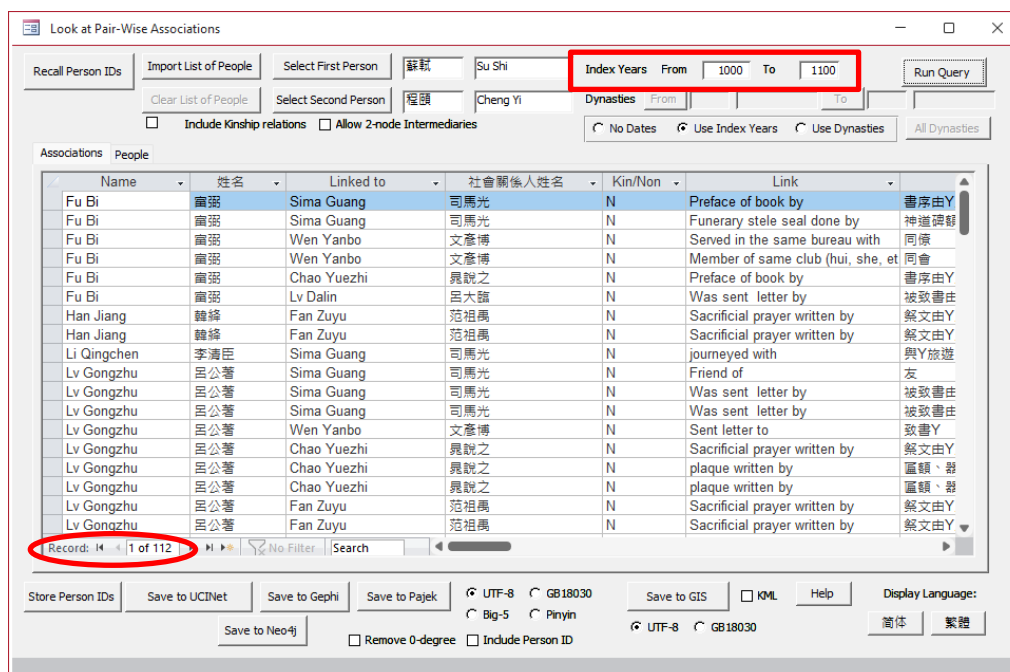 Look at Pair-Wise Associations
Recall Person IDs Import List of People Select First Person 蘇軾 Su Shi Index Years From 1000 To 1100 Run Query
Clear List of People Select Second Person 程頤 Cheng Yi Dynasties From To
Include Kinship relations Allow 2-node Intermediaries No Dates Use Index Years Use Dynasties All Dynasties
Associations People
Name 姓名 Linked to 社會關係人姓名 Kin/Non Link
Fu Bi 富弼 Sima Guang 司馬光 N Preface of book by 書序由Y
Fu Bi 富弼 Sima Guang 司馬光 N Funerary stele seal done by 神道碑額
Fu Bi 富弼 Wen Yanbo 文彥博 N Served in the same bureau with 同僚
Fu Bi 富弼 Wen Yanbo 文彥博 N Member of same club (hui, she, et 同會
Fu Bi 富弼 Chao Yuezhi 晁說之 N Preface of book by 書序由Y
Fu Bi 富弼 Lv Dalin 呂大臨 N Was sent letter by 被致書由
Han Jiang 韓絳 Fan Zuyu 范祖禹 N Sacrificial prayer written by 祭文由Y
Han Jiang 韓絳 Fan Zuyu 范祖禹 N Sacrificial prayer written by 祭文由Y
Li Qingchen 李清臣 Sima Guang 司馬光 N journeyed with 與Y旅遊
Lv Gongzhu 呂公著 Sima Guang 司馬光 N Friend of 友
Lv Gongzhu 呂公著 Sima Guang 司馬光 N Was sent letter by 被致書由
Lv Gongzhu 呂公著 Sima Guang 司馬光 N Was sent letter by 被致書由
Lv Gongzhu 呂公著 Wen Yanbo 文彥博 N Sent letter to 致書Y
Lv Gongzhu 呂公著 Chao Yuezhi 晁說之 N Sacrificial prayer written by 祭文由Y
Lv Gongzhu 呂公著 Chao Yuezhi 晁說之 N plaque written by 匾額、器
Lv Gongzhu 呂公著 Chao Yuezhi 晁說之 N plaque written by 匾額、器
Lv Gongzhu 呂公著 Fan Zuyu 范祖禹 N Sacrificial prayer written by 祭文由Y
Lv Gongzhu 呂公著 Fan Zuyu 范祖禹 N Sacrificial prayer written by 祭文由Y
Record: 1 of 112 No Filter Search
Store Person IDs Save to UCINet Save to Gephi Save to Pajek UTF-8 GB18030 Save to GIS KML Help Display Language:
Big-5 Pinyin UTF-8 GB18030 简体 繁體
Save to Neo4j Remove 0-degree Include Person ID